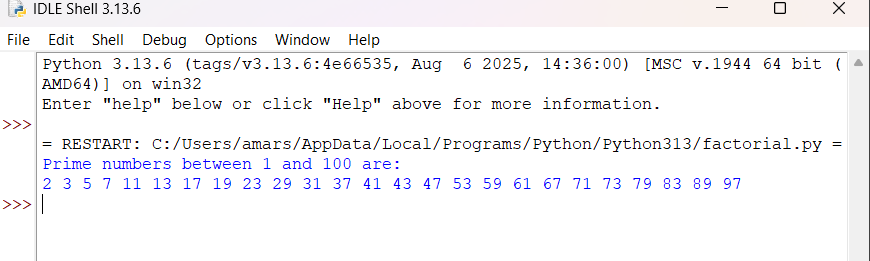 IDLE Shell 3.13.6
File Edit Shell Debug Options Window Help
Python 3.13.6 (tags/v3.13.6:4e66535, Aug  6 2025, 14:36:00) [MSC v.1944 64 bit (
AMD64)] on win32
Enter "help" below or click "Help" above for more information.
>>>
= RESTART: C:/Users/amars/AppData/Local/Programs/Python/Python313/factorial.py =
Prime numbers between 1 and 100 are:
2 3 5 7 11 13 17 19 23 29 31 37 41 43 47 53 59 61 67 71 73 79 83 89 97
>>>